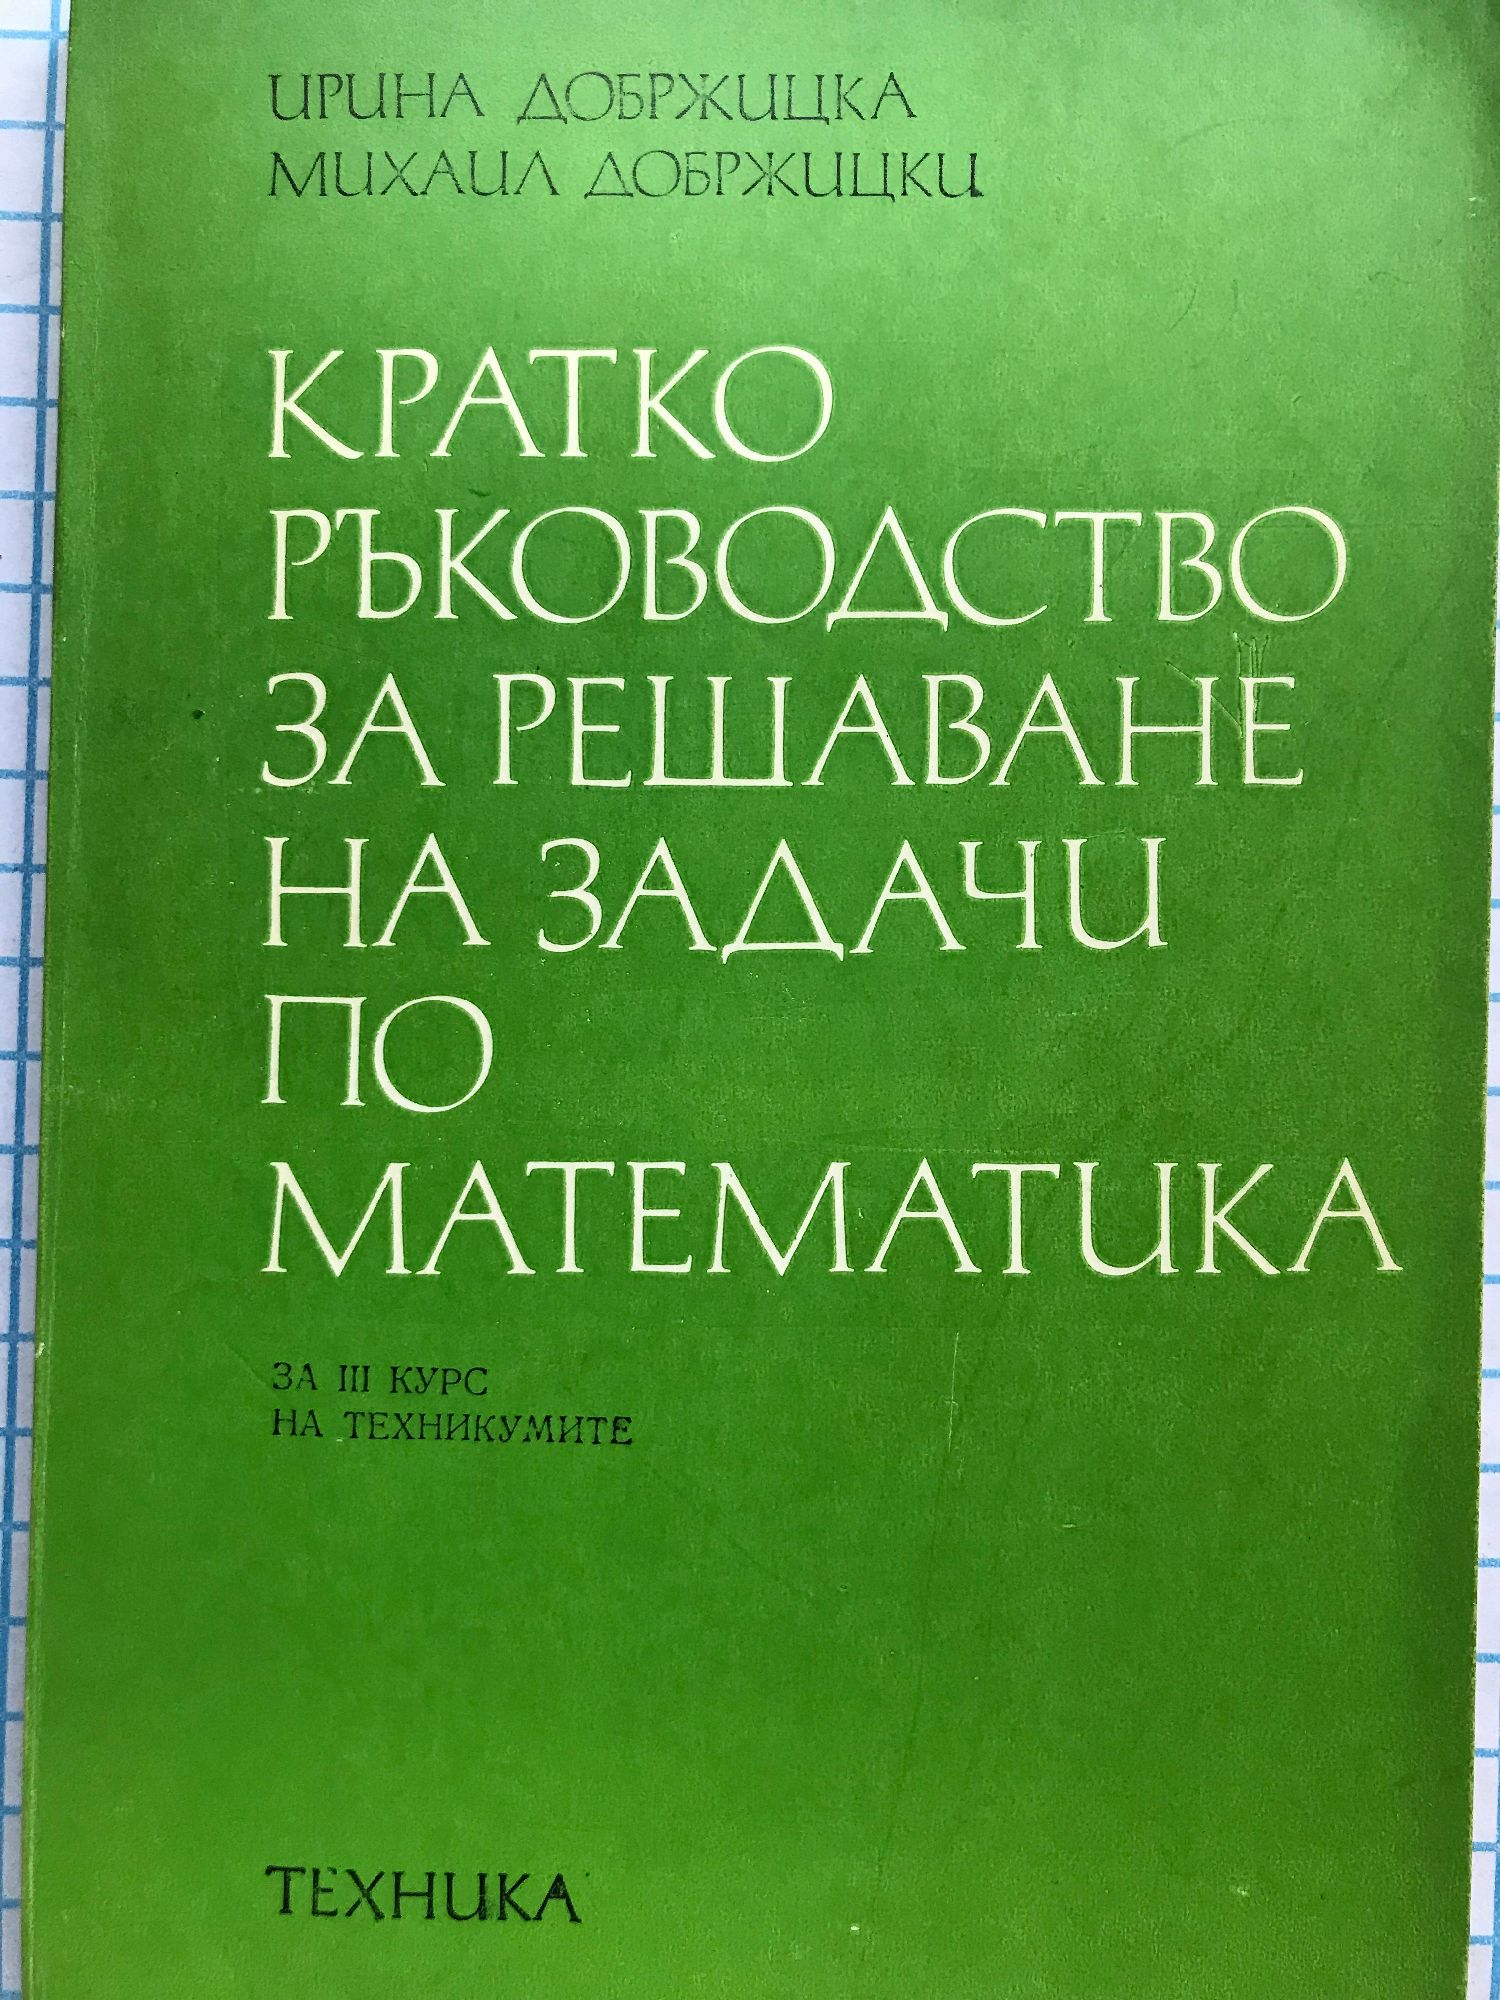 ИРИНА ДОБРЖИЦКА
МИХАИЛ ДОБРЖИЦКИ
КРАТКО
РЪКОВОДСТВО
ЗА РЕШАВАНЕ
НА ЗАДАЧИ
ПО
МАТЕМАТИКА
ЗА III КУРС
НА ТЕХНИКУМИТЕ
ТЕХНИКА